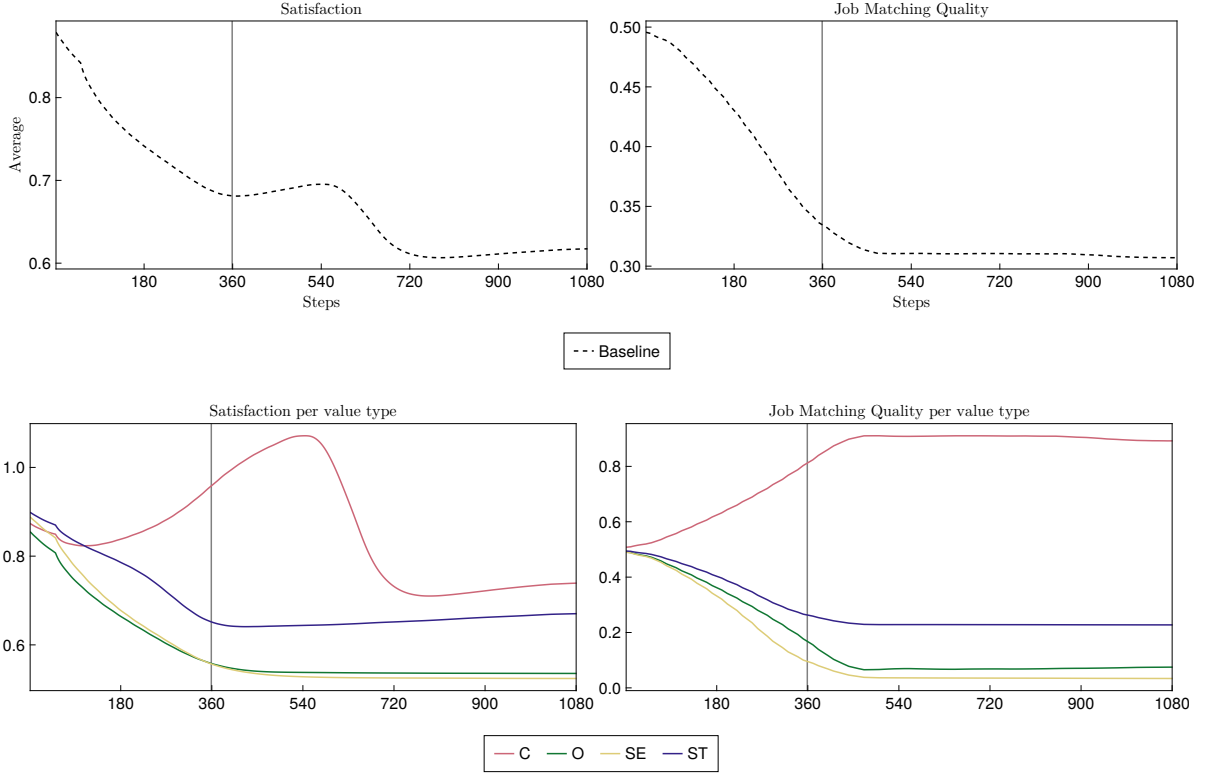 Satisfaction
Job Matching Quality
Average
0.8
0.7
0.6
180 360 540 720 900 1080
Steps
0.50
0.45
0.40
0.35
0.30
180 360 540 720 900 1080
Steps
Baseline
Satisfaction per value type
Job Matching Quality per value type
1.0
0.8
0.6
180 360 540 720 900 1080
0.8
0.6
0.4
0.2
0.0
180 360 540 720 900 1080
C O SE ST